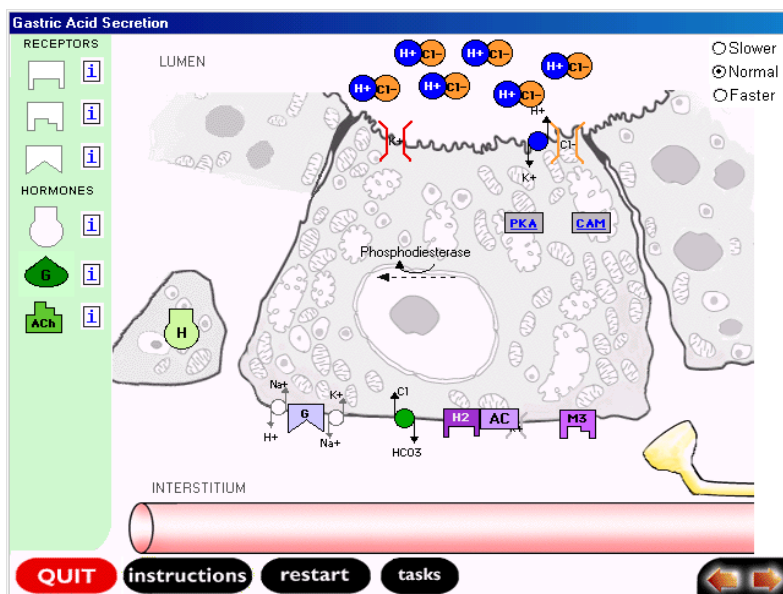 Gastric Acid Secretion
RECEPTORS
i
i
i
HORMONES
i
G
i
ACh
i
LUMEN
H+ Cl-
H+ Cl-
H+ Cl-
H+ Cl-
H+ Cl-
H+ Cl-
H+ Cl-
Slower
Normal
Faster
K+
H+
Cl-
K+
PKA
CAM
Phosphodiesterase
H
Na+
H+
G
K+
Na+
Cl
HCO3
H2
AC
K+
M3
INTERSTITIUM
QUIT
instructions
restart
tasks